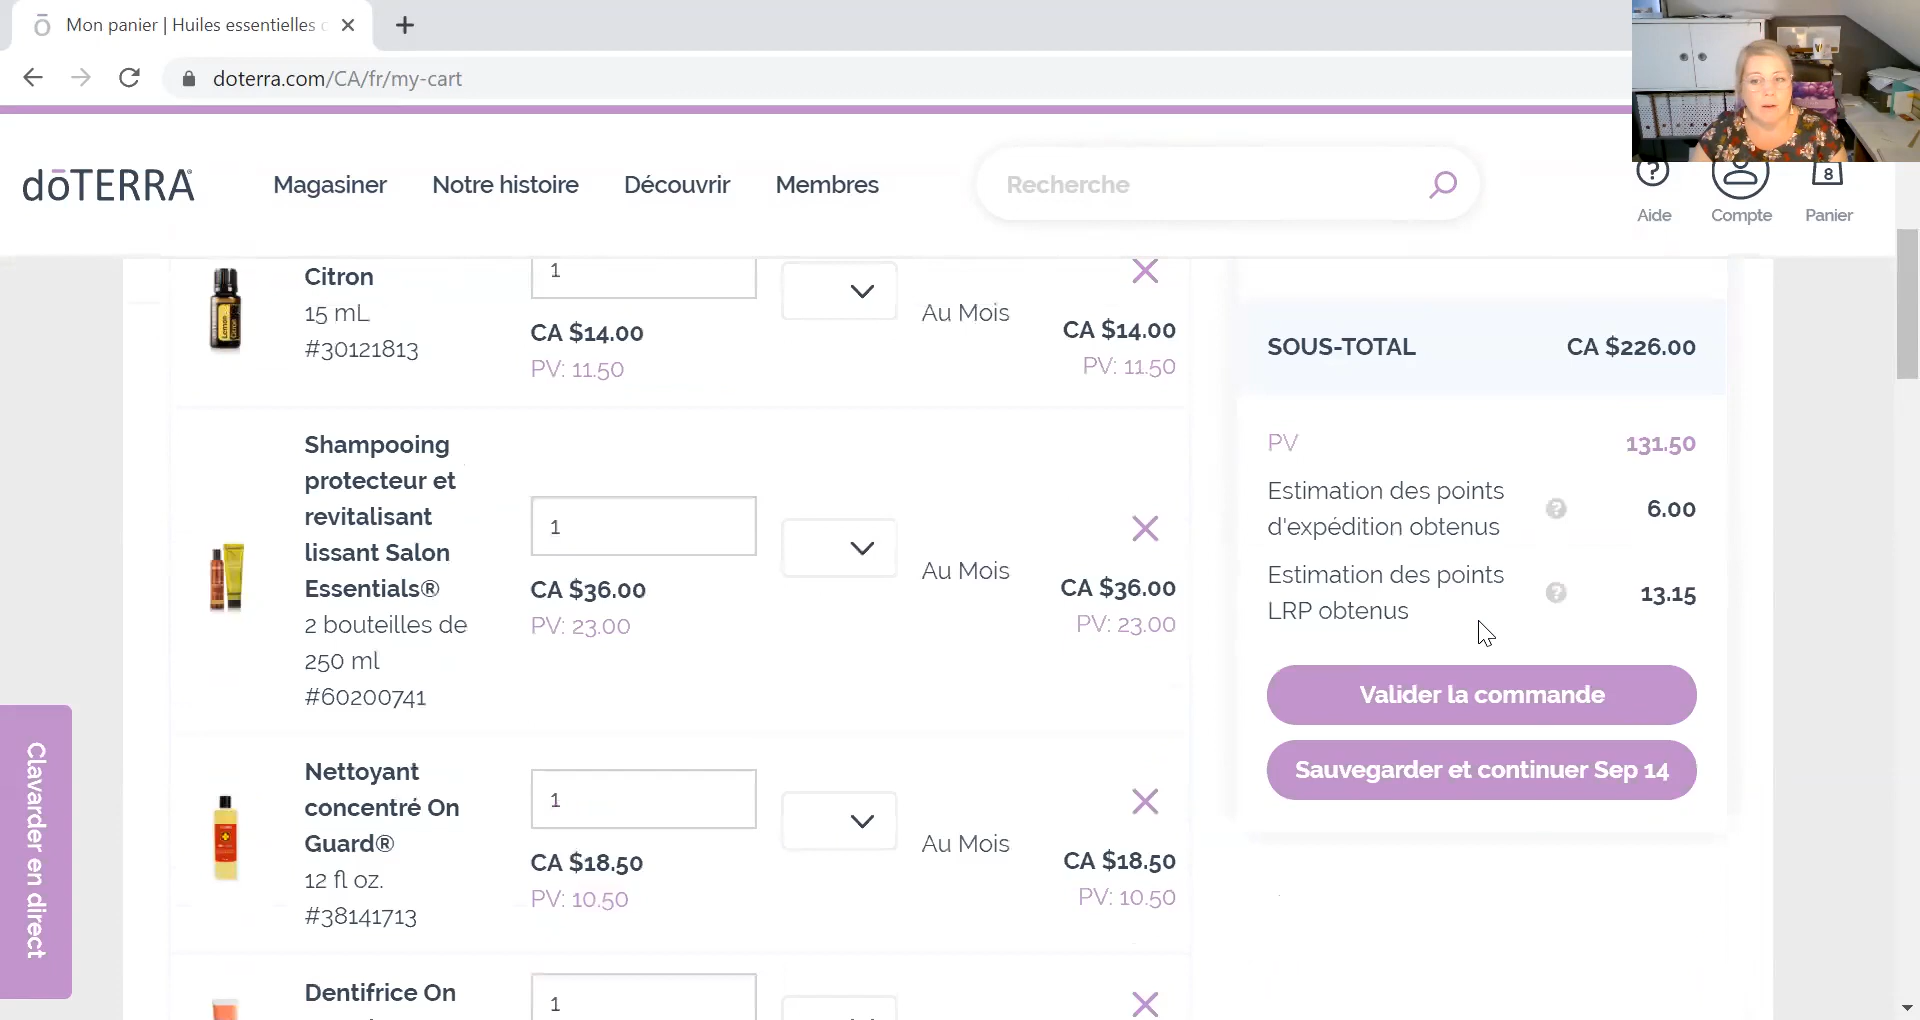 Mon panier | Huiles essentielles
doterra.com/CA/fr/my-cart
dōTERRA
Magasiner
Notre histoire
Découvrir
Membres
Recherche
8
Aide
Compte
Panier
Citron
15 mL
#30121813
1
CA $14.00
PV: 11.50
Au Mois
CA $14.00
PV: 11.50
Shampooing
protecteur et
revitalisant
lissant Salon
Essentials®
2 bouteilles de
250 ml
#60200741
1
CA $36.00
PV: 23.00
Au Mois
CA $36.00
PV: 23.00
Nettoyant
concentré On
Guard®
12 fl oz.
#38141713
1
CA $18.50
PV: 10.50
Au Mois
CA $18.50
PV: 10.50
Dentifrice On
1
SOUS-TOTAL CA $226.00
PV 131.50
Estimation des points
d'expédition obtenus
? 6.00
Estimation des points
LRP obtenus
? 13.15
Valider la commande
Sauvegarder et continuer Sep 14
Clavarder en direct